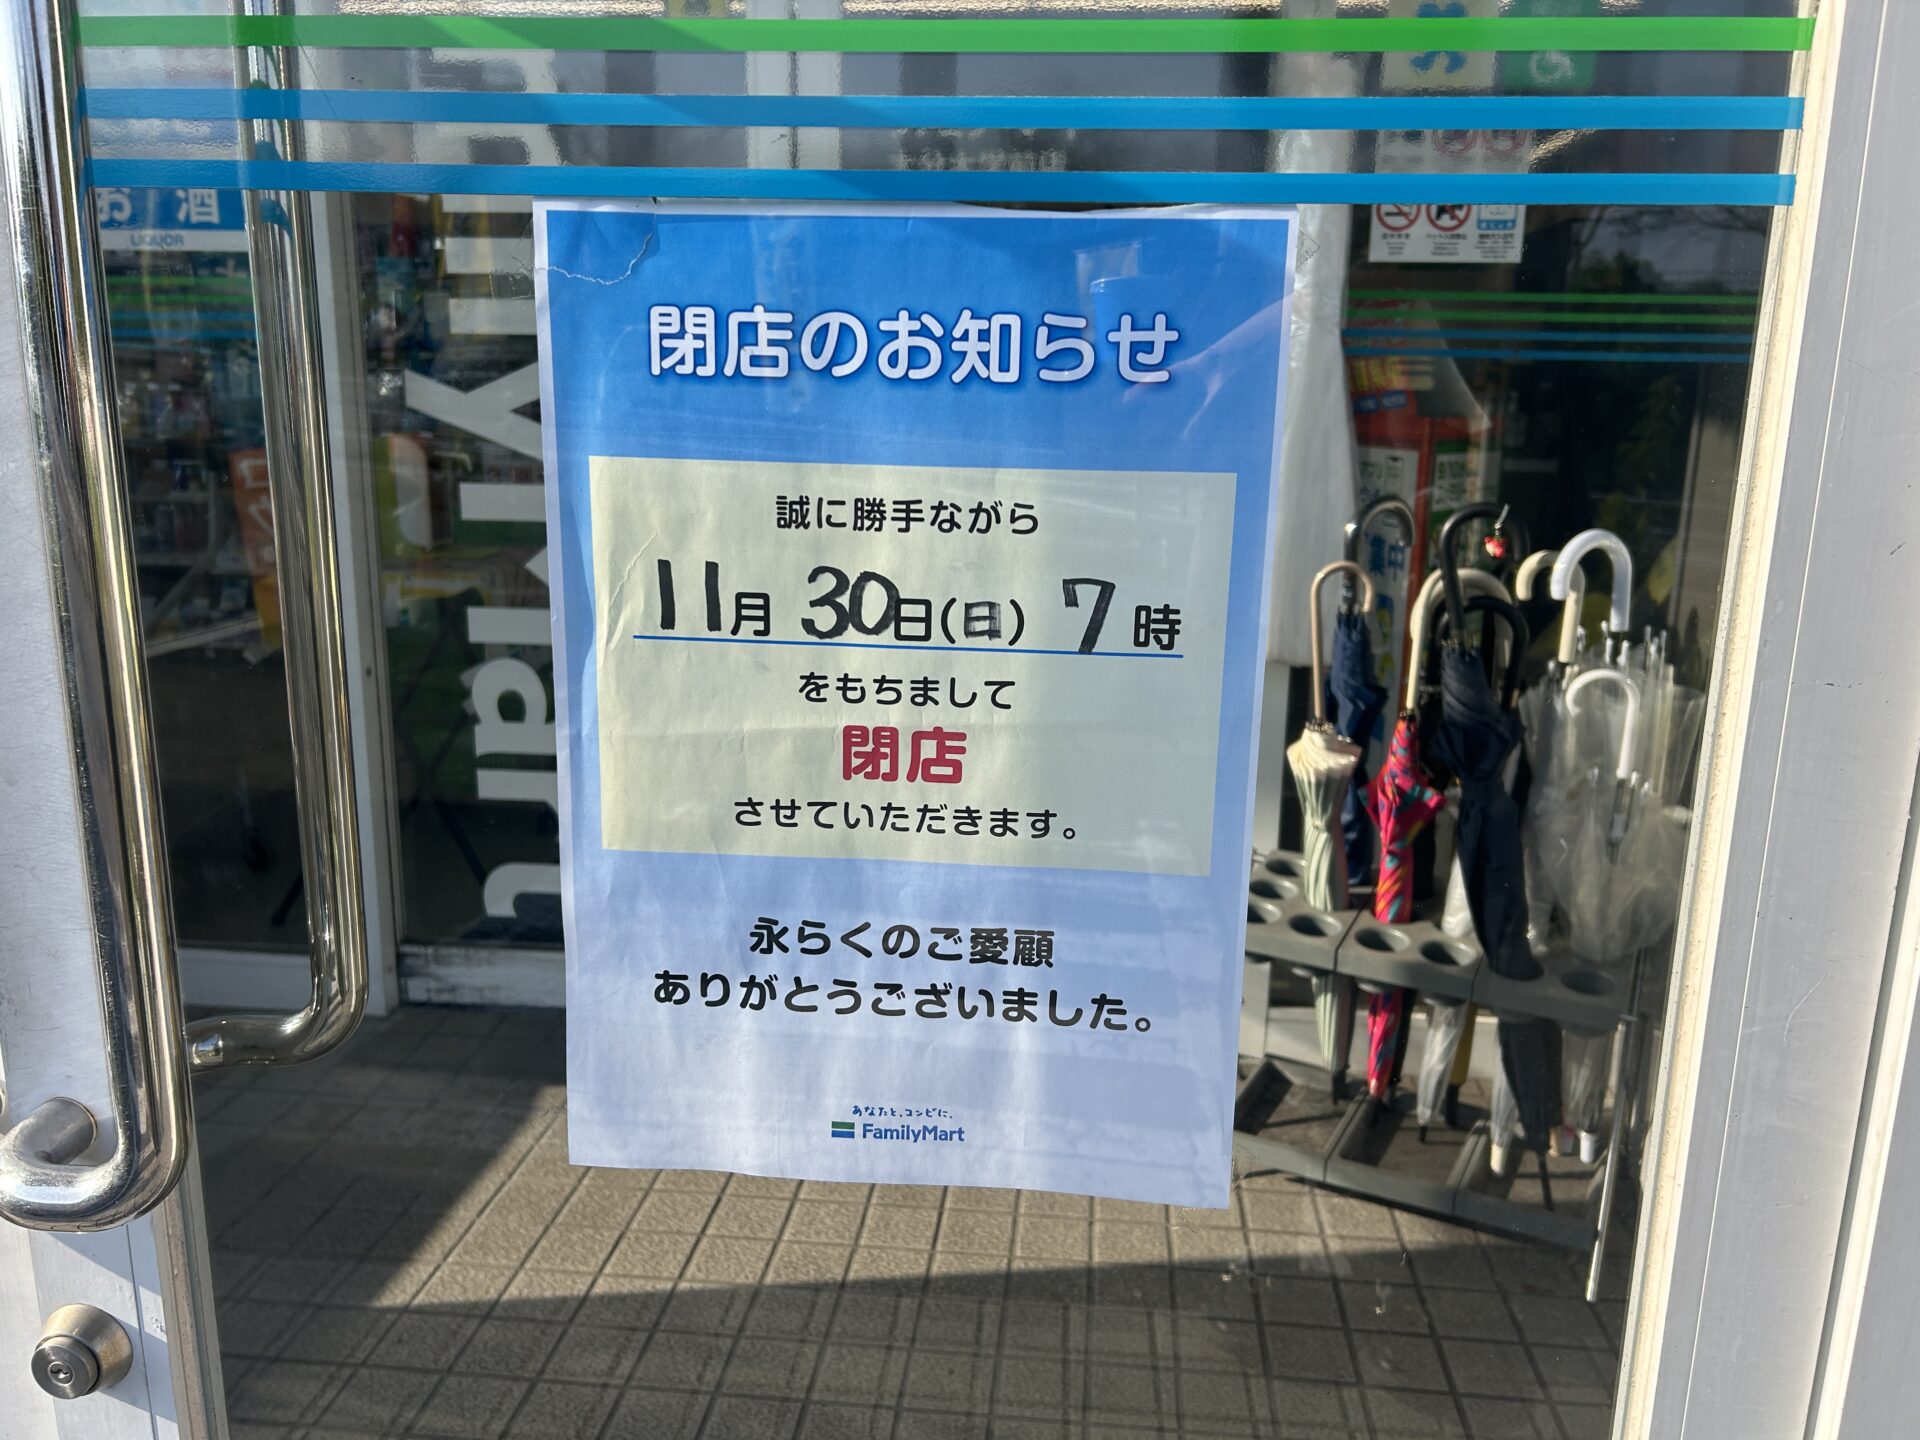 お酒
LIQUOR
閉店のお知らせ
誠に勝手ながら
11月30日(日) 7時
をもちまして
閉店
させていただきます。
永らくのご愛顧
ありがとうございました。
あなたと、コンビに、
FamilyMart